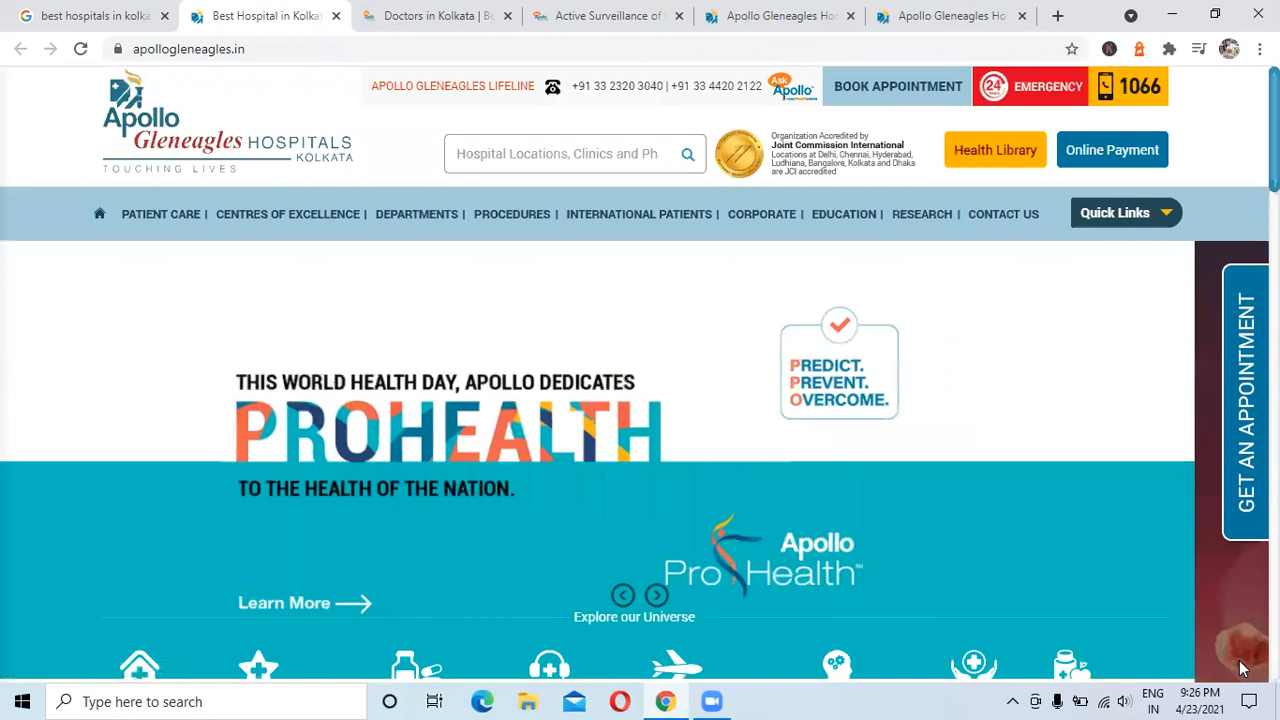 best hospitals in kolkata
Best Hospitals in Kolkata
Doctors in Kolkata | Bo
Active Surveillance of
Apollo Gleneagles Hos
Apollo Gleneagles Ho
apollogleneagles.in
APOLLO GLENEAGLES LIFELINE +91 33 2320 3040 | +91 33 4420 2122 Ask Apollo BOOK APPOINTMENT 24 EMERGENCY 1066
Apollo
Gleneagles HOSPITALS
KOLKATA
TOUCHING LIVES
Hospital Locations, Clinics and Ph
Organization Accredited by
Joint Commission International
Locations at Delhi, Chennai, Hyderabad,
Ludhiana, Bangalore, Kolkata and Dhaka
are JCI accredited
Health Library
Online Payment
PATIENT CARE | CENTRES OF EXCELLENCE | DEPARTMENTS | PROCEDURES | INTERNATIONAL PATIENTS | CORPORATE | EDUCATION | RESEARCH | CONTACT US
Quick Links
THIS WORLD HEALTH DAY, APOLLO DEDICATES
PROHEALTH
TO THE HEALTH OF THE NATION.
PREDICT.
PREVENT.
OVERCOME.
GET AN APPOINTMENT
Apollo
ProHealth
Learn More
Explore our Universe
Type here to search
ENG
IN
9:26 PM
4/23/2021